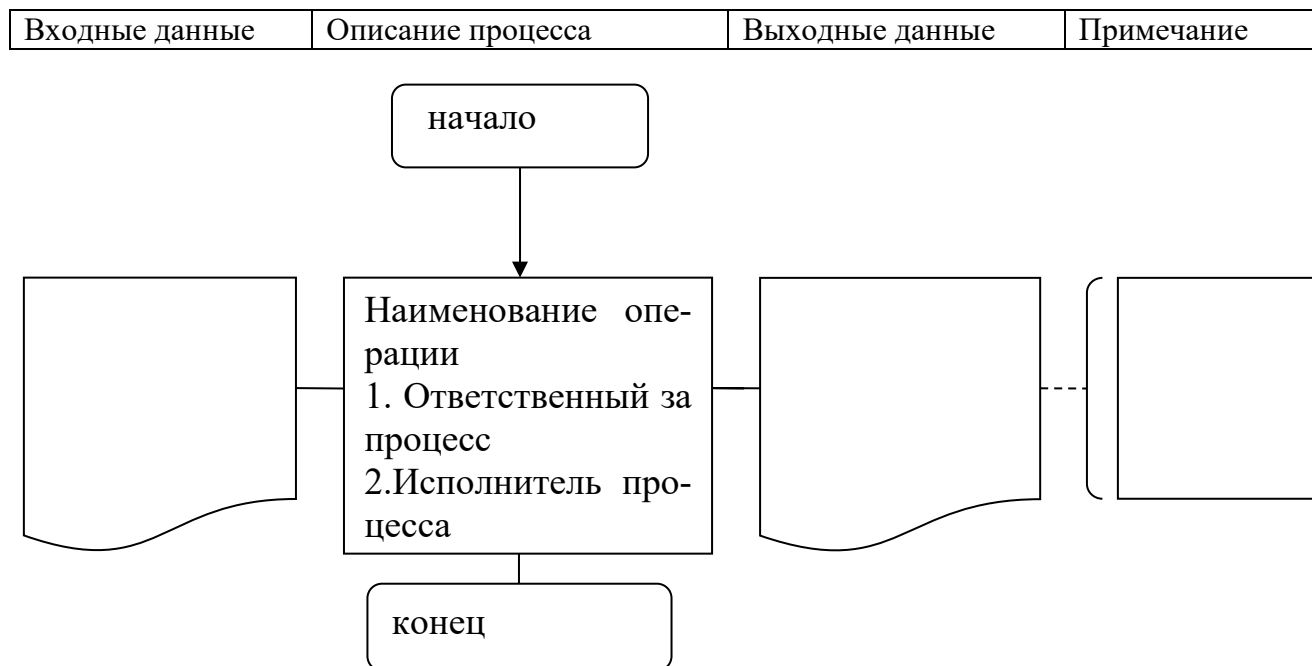 Входные данные Описание процесса Выходные данные Примечание
начало
Наименование опе-
рации
1. Ответственный за
процесс
2.Исполнитель про-
цесса
конец